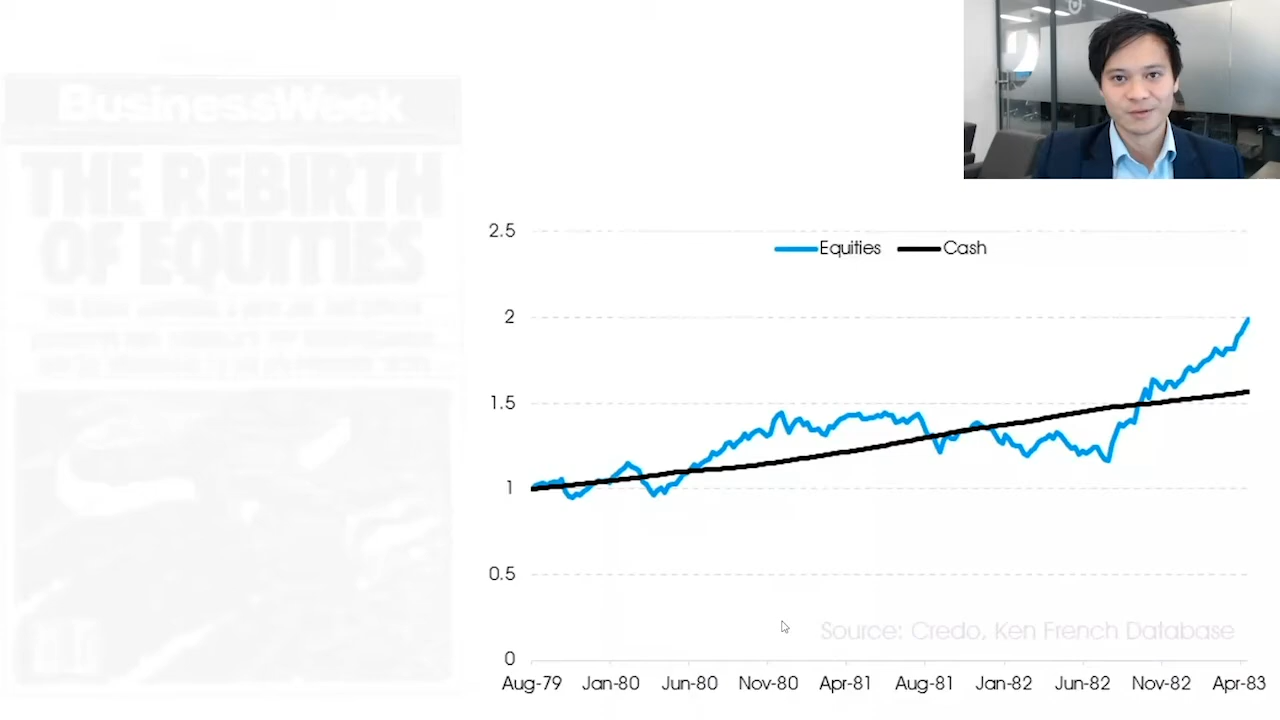 BusinessWeek
THE REBIRTH
OF EQUITIES
2.5
Equities Cash
2
1.5
1
0.5
0
Source: Credo, Ken French Database
Aug-79 Jan-80 Jun-80 Nov-80 Apr-81 Aug-81 Jan-82 Jun-82 Nov-82 Apr-83